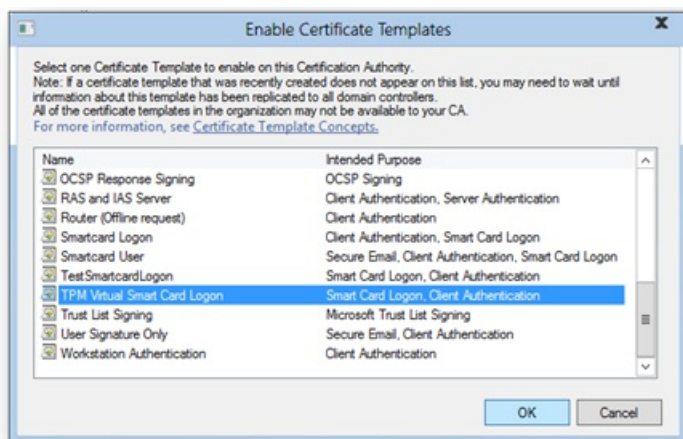 Enable Certificate Templates
x
Select one Certificate Template to enable on this Certification Authority.
Note: If a certificate template that was recently created does not appear on this list, you may need to wait until
information about this template has been replicated to all domain controllers.
All of the certificate templates in the organization may not be available to your CA.
For more information, see Certificate Template Concepts.
Name Intended Purpose
OCSP Response Signing OCSP Signing
RAS and IAS Server Client Authentication, Server Authentication
Router (Offline request) Client Authentication
Smartcard Logon Client Authentication, Smart Card Logon
Smartcard User Secure Email, Client Authentication, Smart Card Logon
TestSmartcardLogon Smart Card Logon, Client Authentication
TPM Virtual Smart Card Logon Smart Card Logon, Client Authentication
Trust List Signing Microsoft Trust List Signing
User Signature Only Secure Email, Client Authentication
Workstation Authentication Client Authentication
OK Cancel